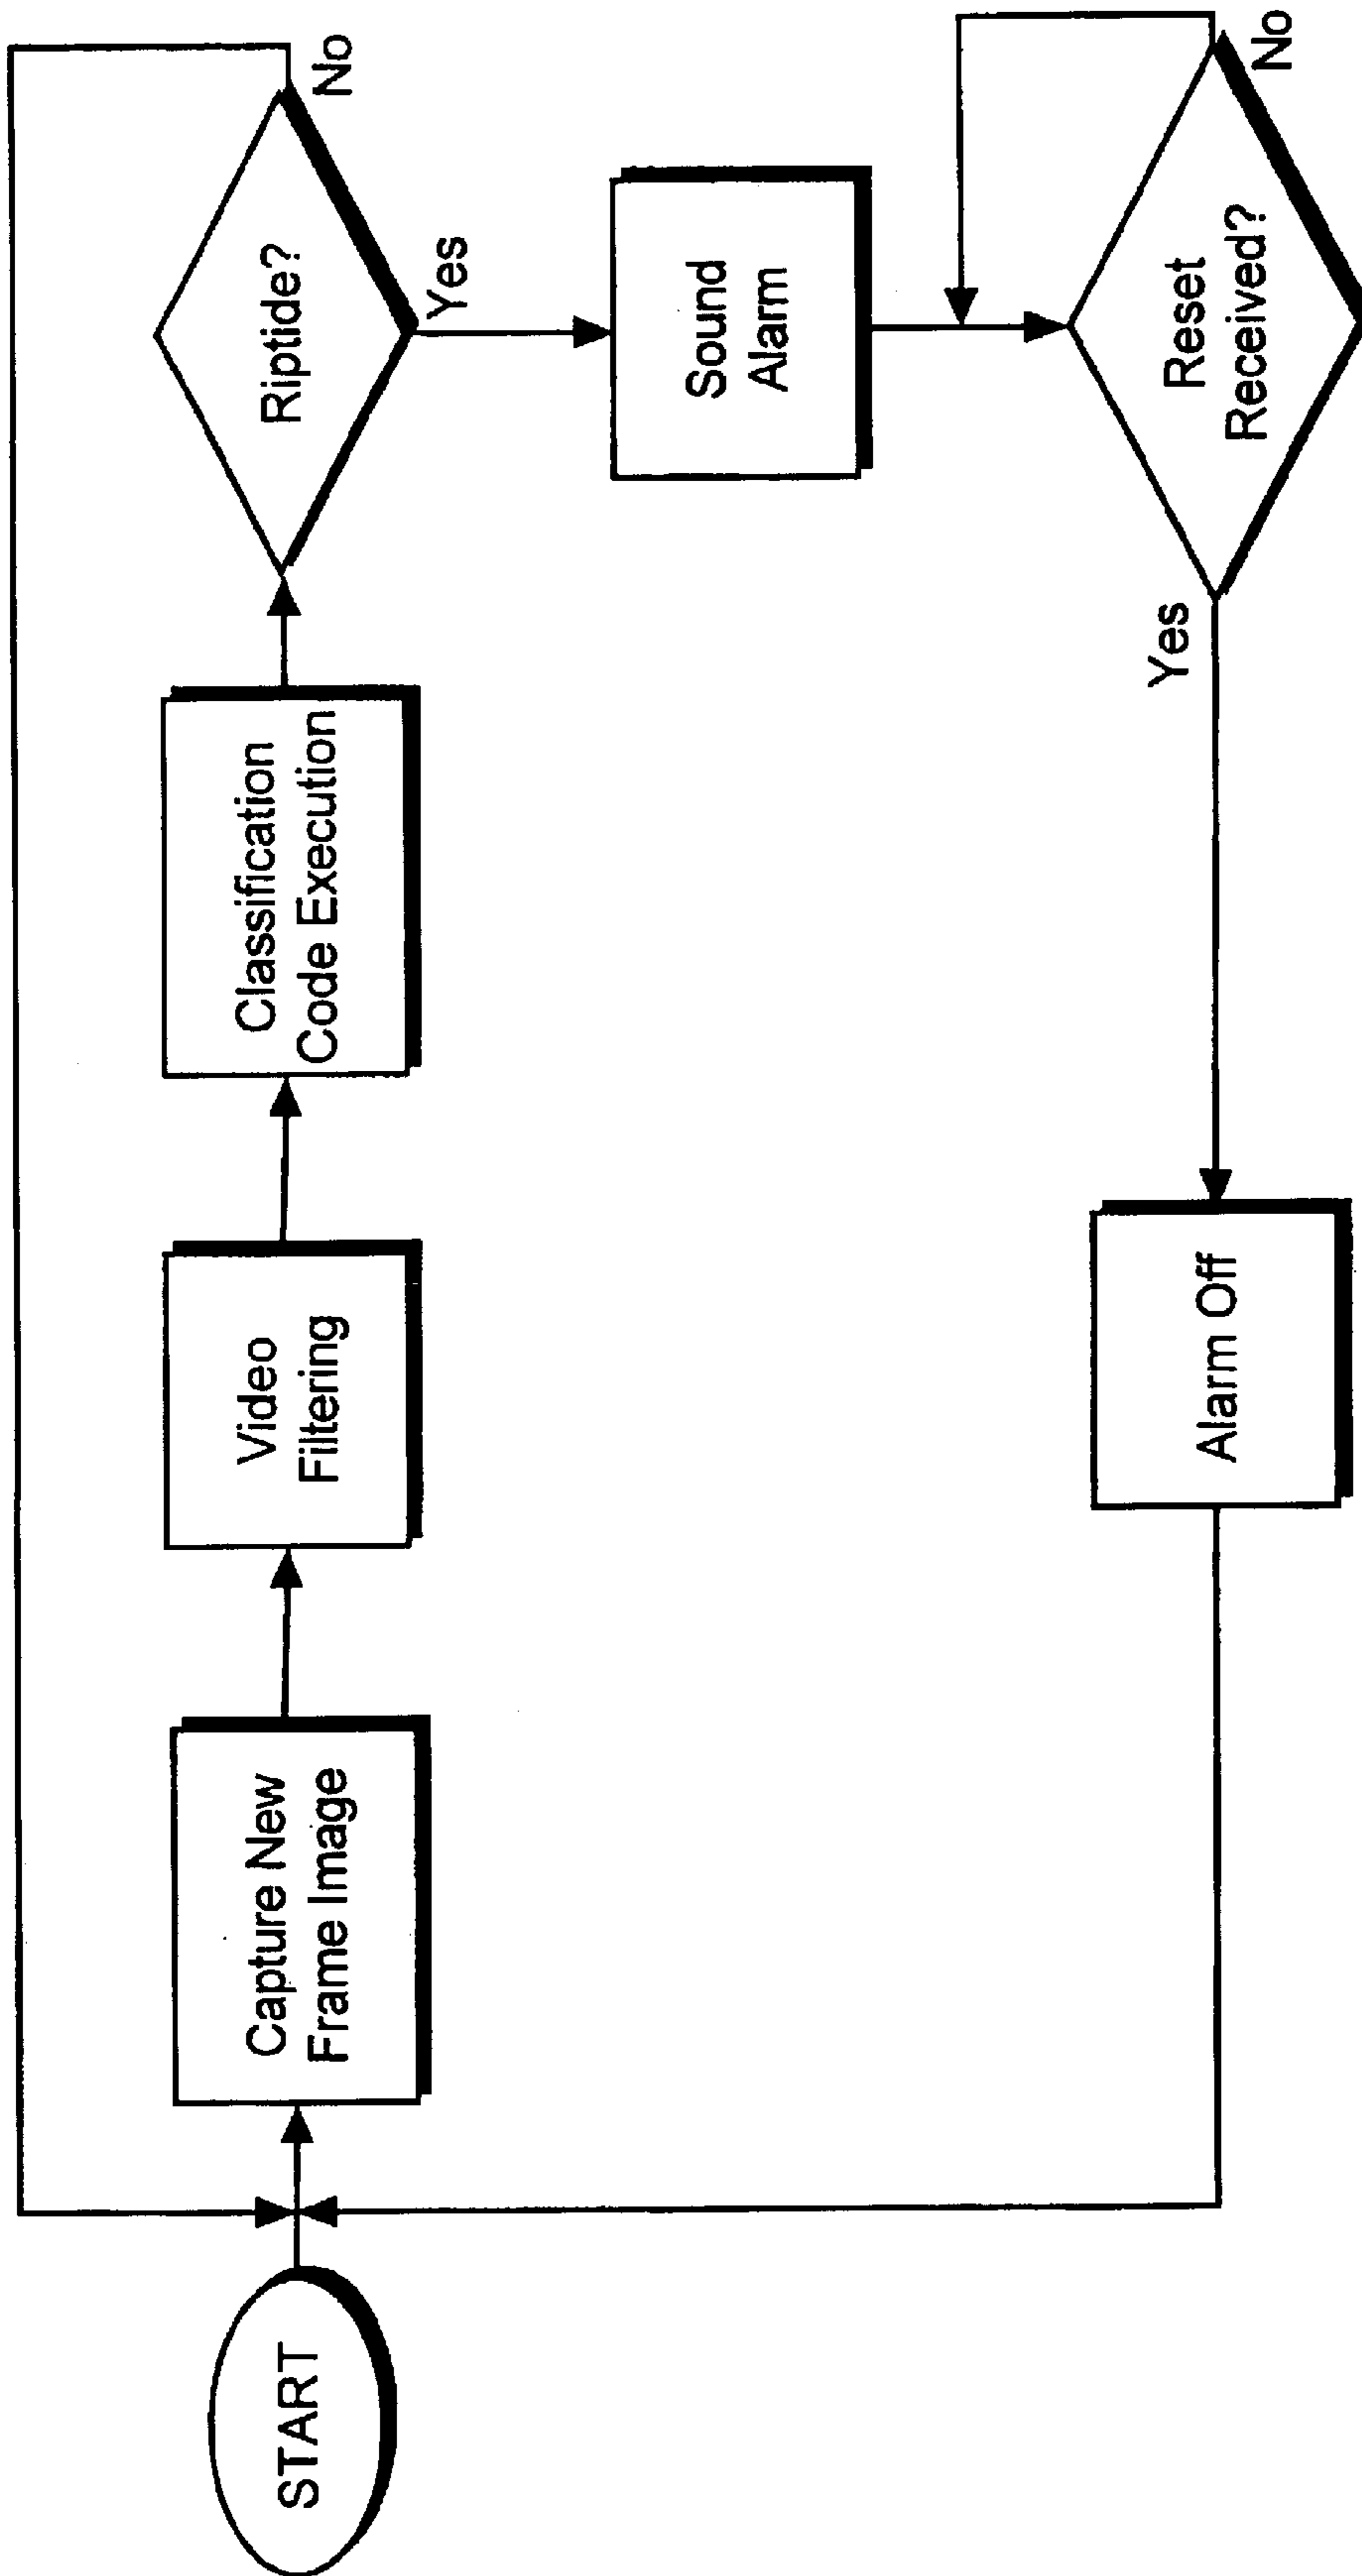 START
Capture New
Frame Image
Video
Filtering
Classification
Code Execution
Riptide?
No
Yes
Sound
Alarm
Reset
Received?
No
Yes
Alarm Off